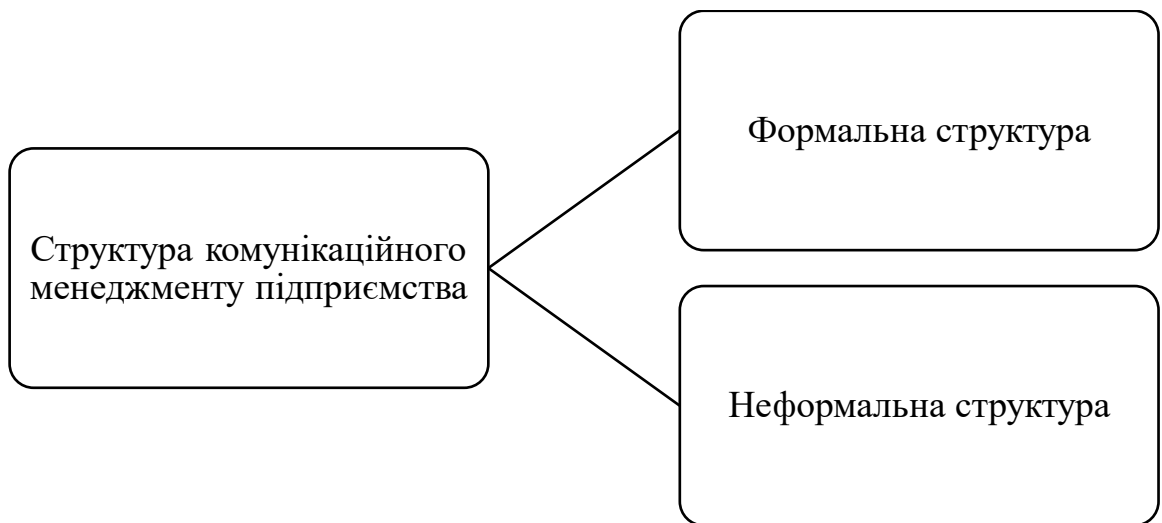 Формальна структура
Структура комунікаційного
менеджменту підприємства
Неформальна структура